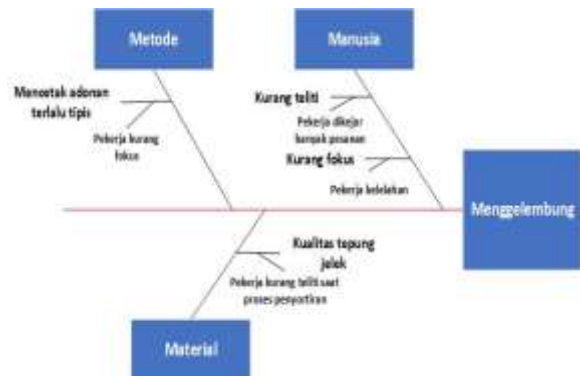 Metode
Manusia
Mencetak adonan
terlalu tipis
Pekerja kurang
fokus
Kurang teliti
Pekerja dikejar
banyak pesanan
Kurang fokus
Pekerja kelelahan
Menggelembung
Kualitas tepung
jelek
Pekerja kurang teliti saat
proses penyortiran
Material